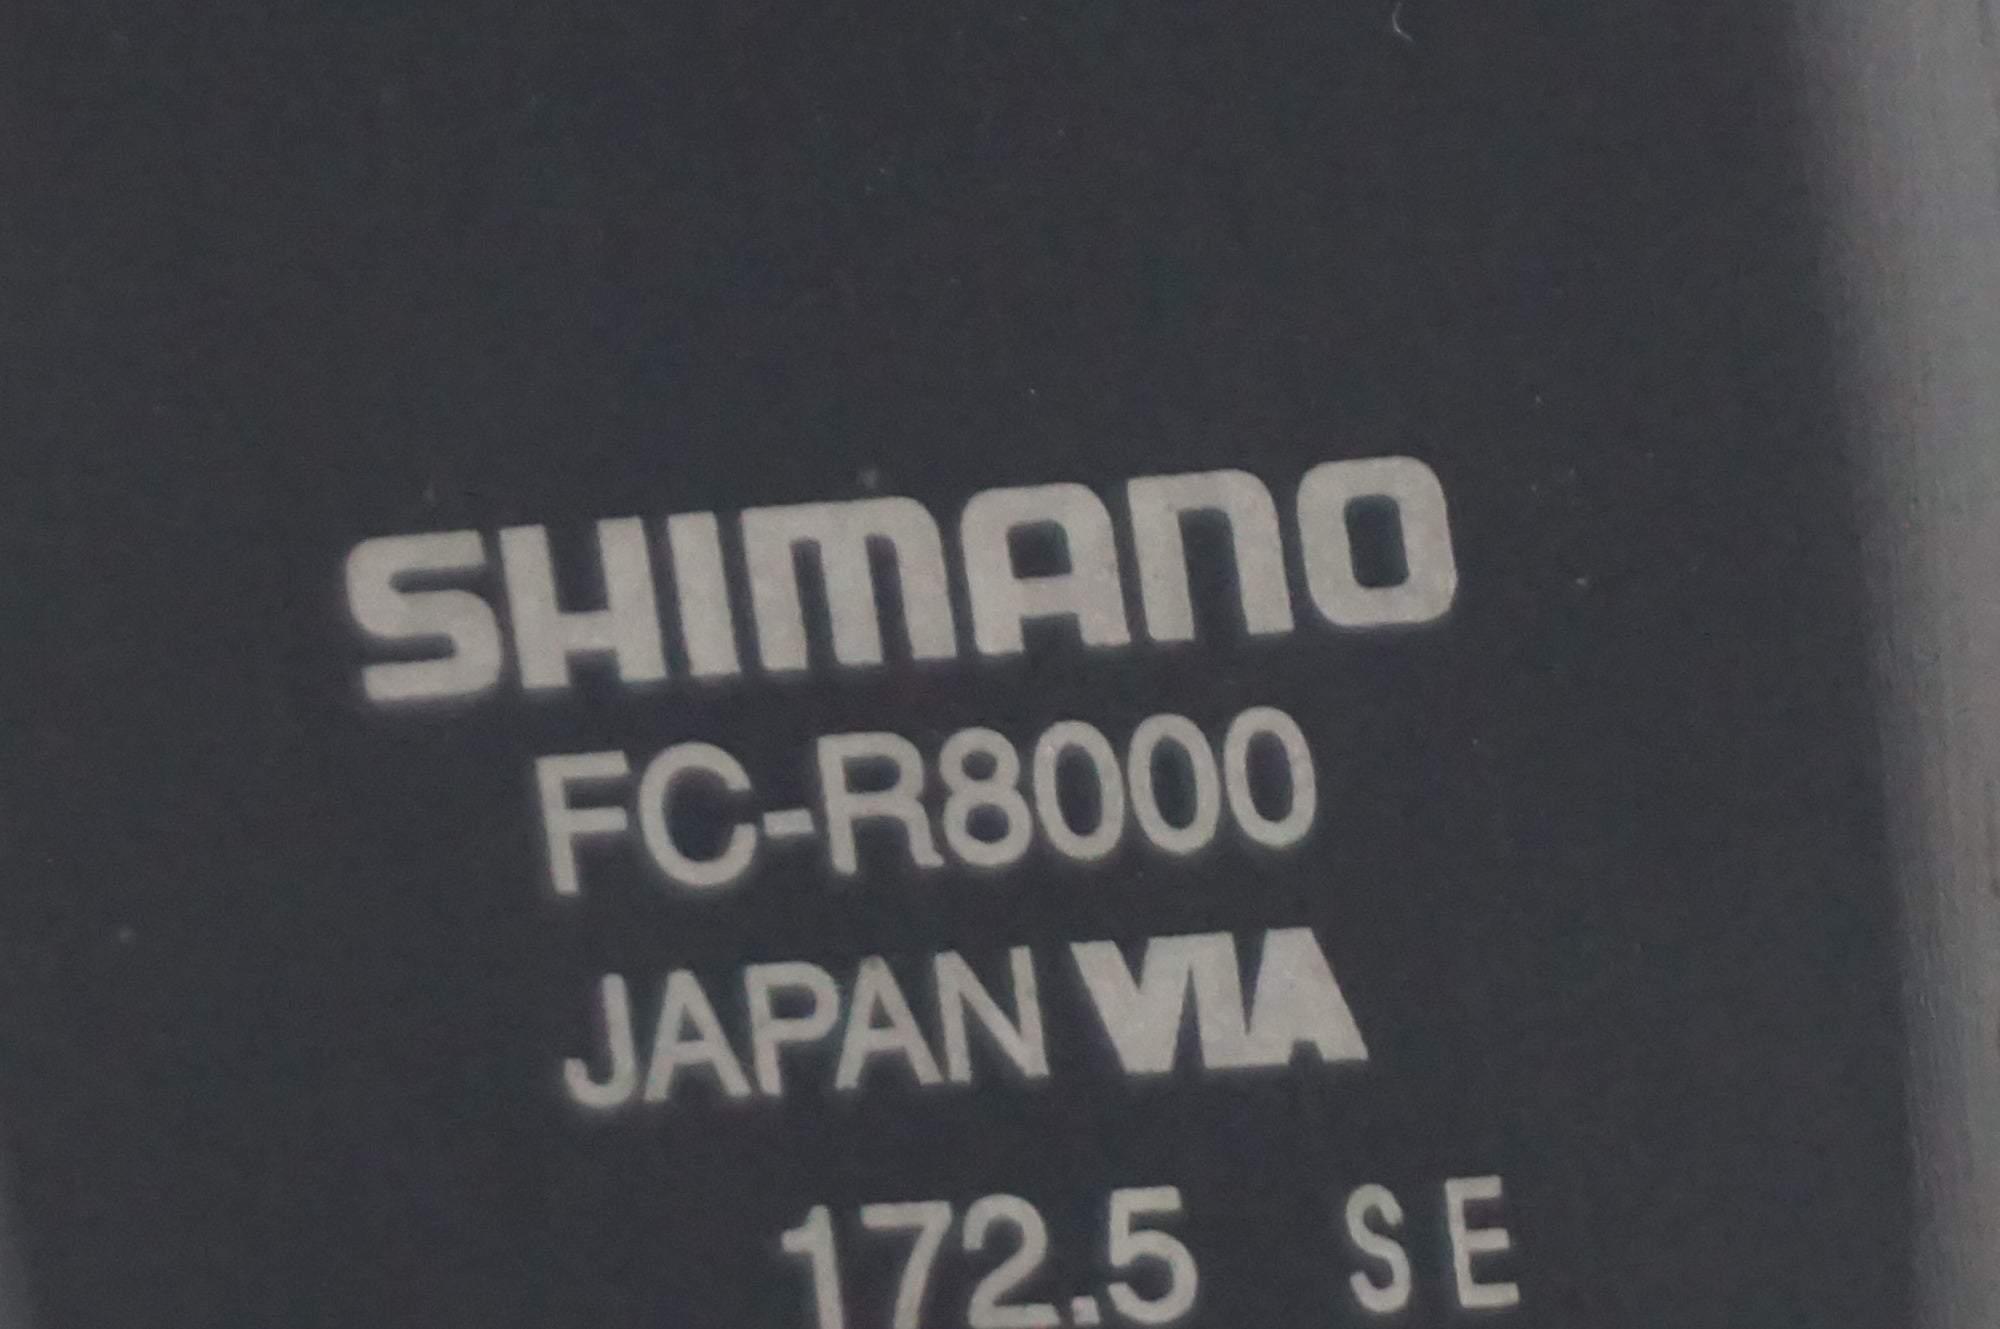 SHIMANO
FC-R8000
JAPAN VIA
172.5 SE